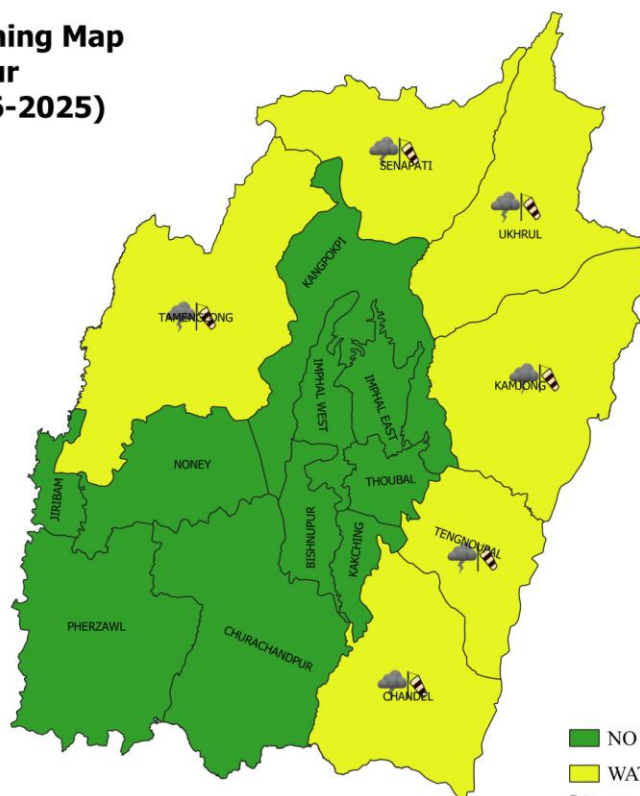 ning Map
ur
6-2025)
SENAPATI
UKHRUL
KANGPOKPI
TAMENGLONG
KAMJONG
IMPHAL WEST
IMPHAL EAST
NONEY
THOUBAL
JIRIBAM
BISHNUPUR
KAKCHING
TENGNOUPAL
PHERZAWL
CHURACHANDPUR
CHANDEL
NO
WAT